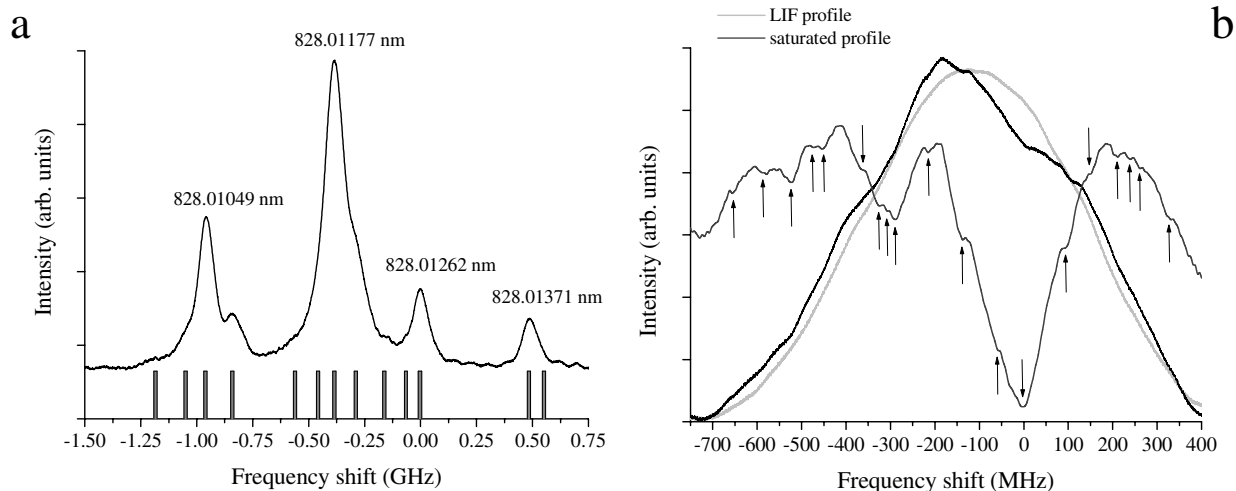 a
828.01177 nm
828.01049 nm
828.01262 nm
828.01371 nm
Intensity (arb. units)
-1.50 -1.25 -1.00 -0.75 -0.50 -0.25 0.00 0.25 0.50 0.75
Frequency shift (GHz)
b
LIF profile
saturated profile
Intensity (arb. units)
-700 -600 -500 -400 -300 -200 -100 0 100 200 300 400
Frequency shift (MHz)